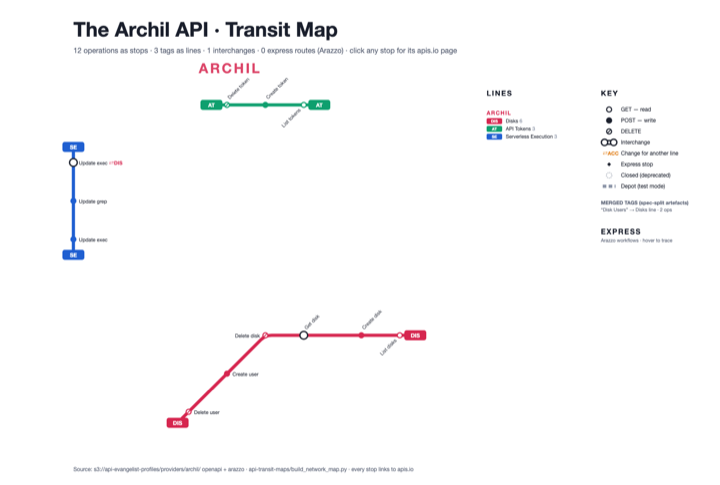 The Archil API · Transit Map
12 operations as stops · 3 tags as lines · 1 interchanges · 0 express routes (Arazzo) · click any stop for its apis.io page
ARCHIL
Delete token
Create token
AT
AT
List tokens
SE
Update exec ⇄DIS
Update grep
Update exec
SE
Get disk
Create disk
Delete disk
DIS
List disks
Create user
Delete user
DIS
LINES
ARCHIL
DIS Disks 6
AT API Tokens 3
SE Serverless Execution 3
KEY
GET = read
POST = write
DELETE
Interchange
⇄ACC Change for another line
Express stop
Closed (deprecated)
Depot (test mode)
MERGED TAGS (spec-split artefacts)
"Disk Users" → Disks line · 2 ops
EXPRESS
Arazzo workflows · hover to trace
Source: s3://api-evangelist-profiles/providers/archil/ openapi + arazzo · api-transit-maps/build_network_map.py · every stop links to apis.io